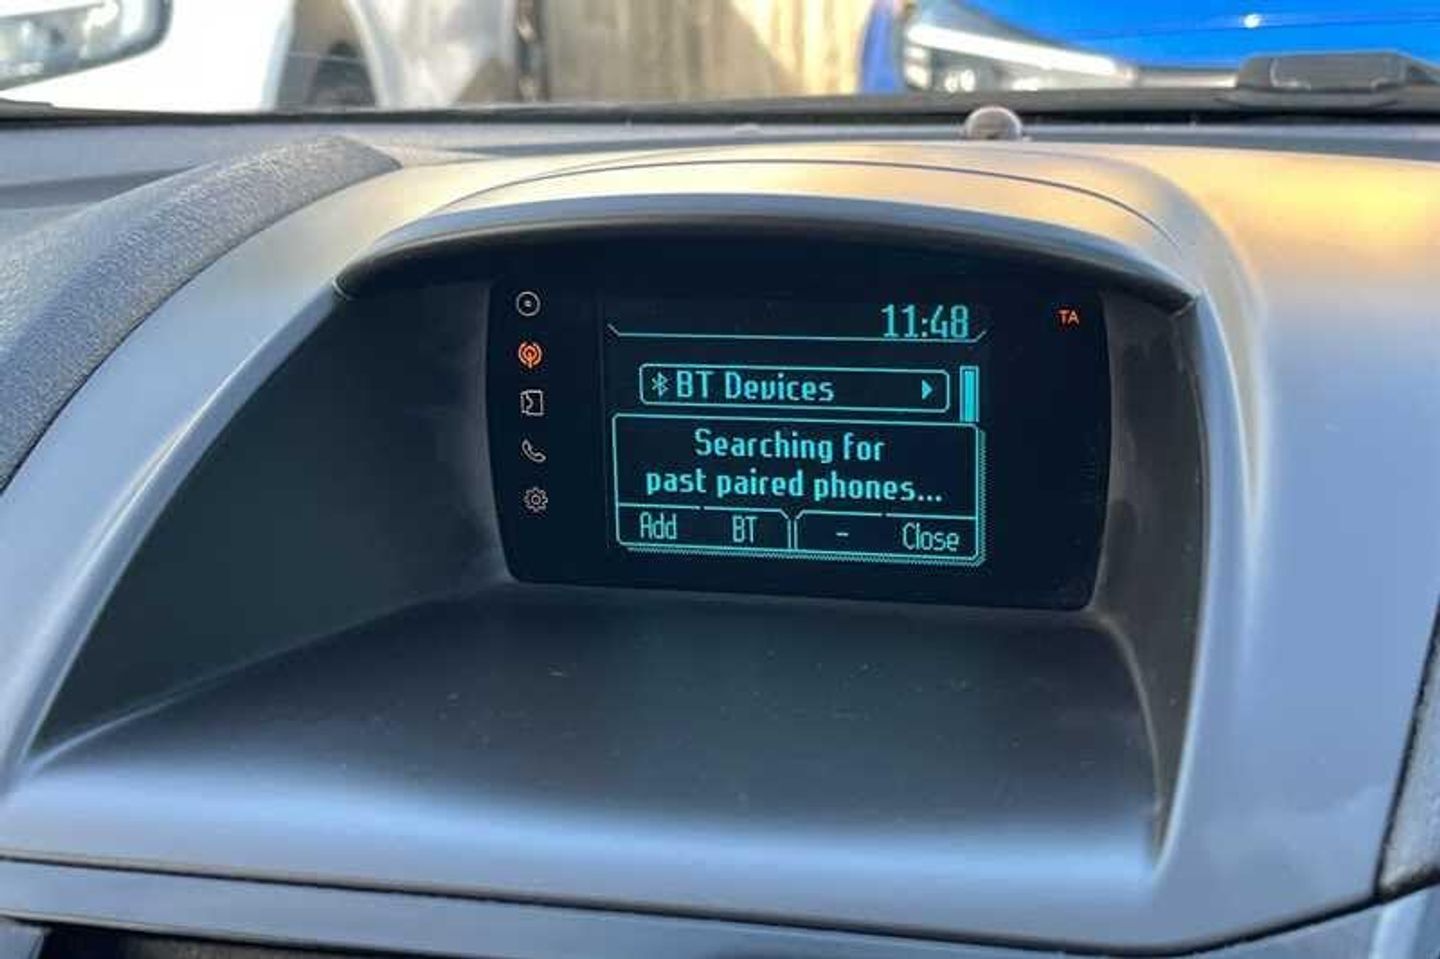 11:48
TA
BT Devices
Searching for
past paired phones...
Add BT - Close